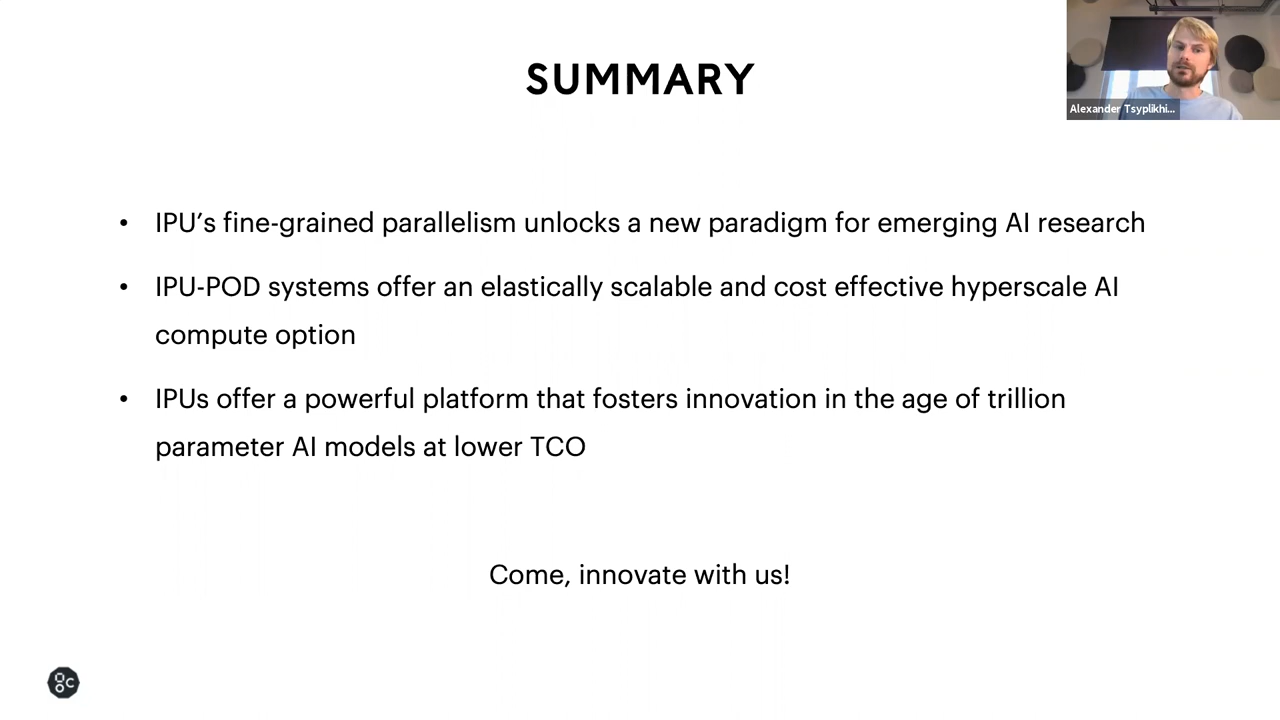 SUMMARY
Alexander Tsyplikhi...
• IPU’s fine-grained parallelism unlocks a new paradigm for emerging AI research
• IPU-POD systems offer an elastically scalable and cost effective hyperscale AI
compute option
• IPUs offer a powerful platform that fosters innovation in the age of trillion
parameter AI models at lower TCO
Come, innovate with us!